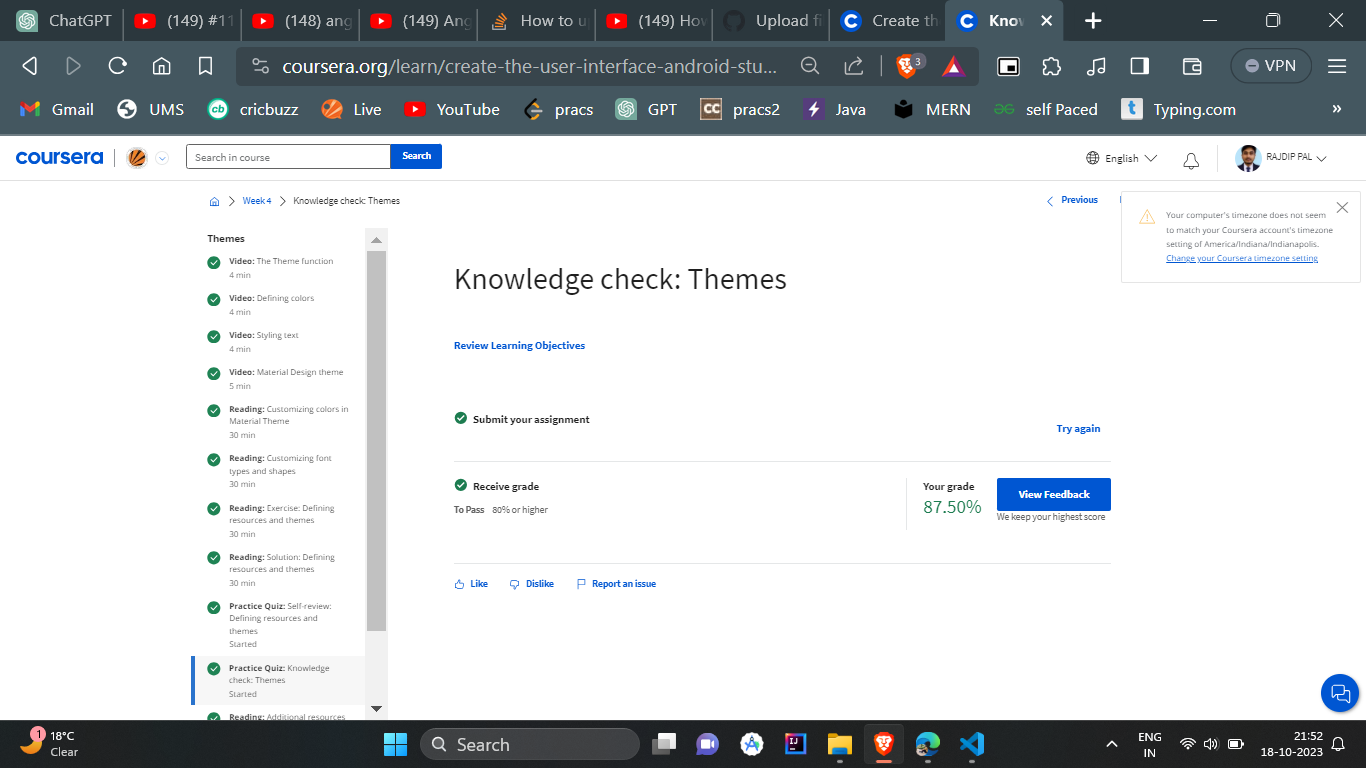 ChatGPT
(149) #11
(148) ang
(149) Ang
How to u
(149) How
Upload fi
Create th
Know
coursera.org/learn/create-the-user-interface-android-stu...
3
VPN
Gmail
UMS
cricbuzz
Live
YouTube
pracs
GPT
pracs2
Java
MERN
self Paced
Typing.com
»
coursera
Search in course
Search
English
RAJDIP PAL
Week 4
Knowledge check: Themes
Previous
Your computer's timezone does not seem
to match your Coursera account's timezone
setting of America/Indiana/Indianapolis.
Change your Coursera timezone setting
Themes
Video: The Theme function
4 min
Video: Defining colors
4 min
Video: Styling text
4 min
Video: Material Design theme
5 min
Reading: Customizing colors in
Material Theme
30 min
Reading: Customizing font
types and shapes
30 min
Reading: Exercise: Defining
resources and themes
30 min
Reading: Solution: Defining
resources and themes
30 min
Practice Quiz: Self-review:
Defining resources and
themes
Started
Practice Quiz: Knowledge
check: Themes
Started
Reading: Additional resources
Knowledge check: Themes
Review Learning Objectives
Submit your assignment
Try again
Receive grade
To Pass 80% or higher
Your grade
87.50%
View Feedback
We keep your highest score
Like
Dislike
Report an issue
1
18°C
Clear
Search
ENG
IN
21:52
18-10-2023